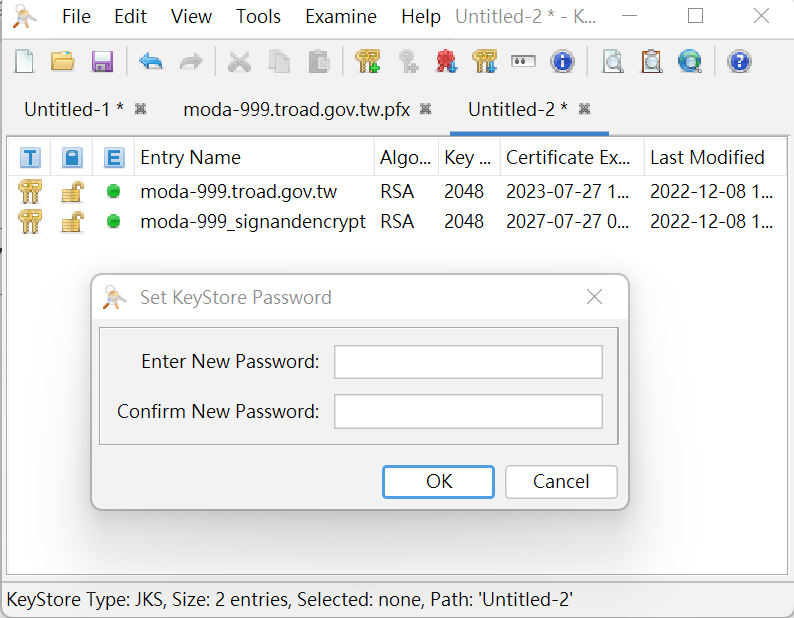 File Edit View Tools Examine Help Untitled-2 * - K...
Untitled-1 * moda-999.troad.gov.tw.pfx Untitled-2 *
T E Entry Name Algo... Key ... Certificate Ex... Last Modified
moda-999.troad.gov.tw RSA 2048 2023-07-27 1... 2022-12-08 1...
moda-999_signandencrypt RSA 2048 2027-07-27 0... 2022-12-08 1...
Set KeyStore Password
Enter New Password:
Confirm New Password:
OK Cancel
KeyStore Type: JKS, Size: 2 entries, Selected: none, Path: 'Untitled-2'